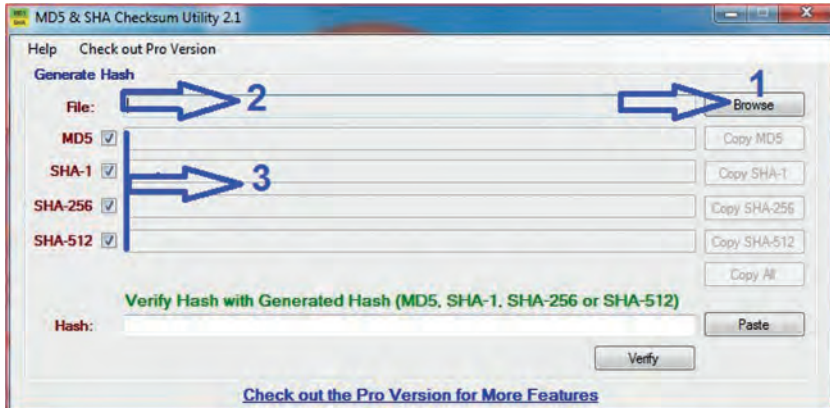 MD5 & SHA Checksum Utility 2.1
Help Check out Pro Version
Generate Hash
1
File: 2 Browse
MD5 Copy MD5
SHA-1 3 Copy SHA-1
SHA-256 Copy SHA-256
SHA-512 Copy SHA-512
Copy All
Verify Hash with Generated Hash (MD5, SHA-1, SHA-256 or SHA-512)
Hash: Paste
Verify
Check out the Pro Version for More Features